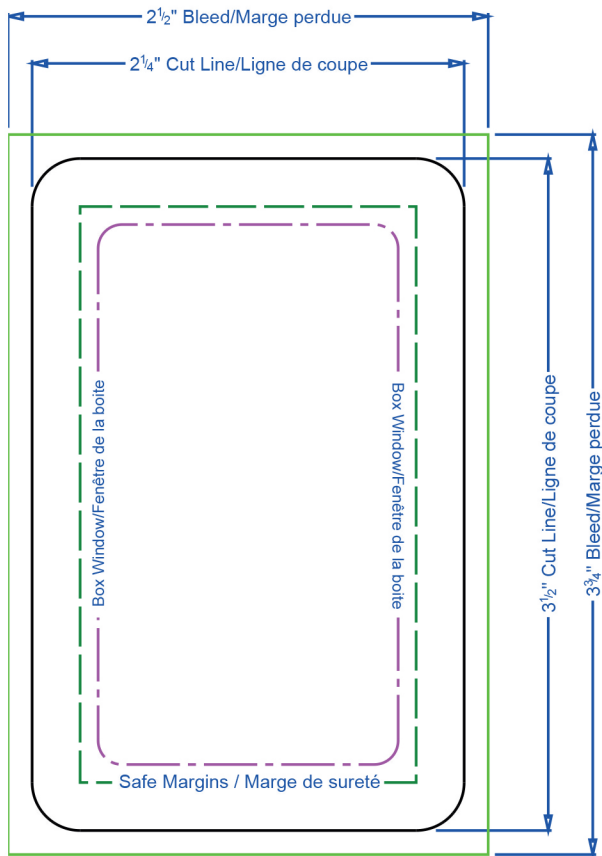 2½" Bleed/Marge perdue
2¼" Cut Line/Ligne de coupe
Box Window/Fenêtre de la boite
Box Window/Fenêtre de la boite
3½" Cut Line/Ligne de coupe
3¾" Bleed/Marge perdue
Safe Margins / Marge de sureté